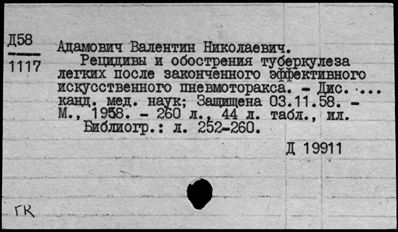 Д58
1117
Адамович Валентин Николаевич.
Рецидивы и обострения туберкулеза
легких после законченного эффективного
искусственного пневмоторакса. - Дис. ...
канд. мед. наук; Защищена 03.11.58. -
М., 1958. - 260 л., 44 л. табл., ил.
Библиогр.: л. 252-260.
Д 19911
ГК